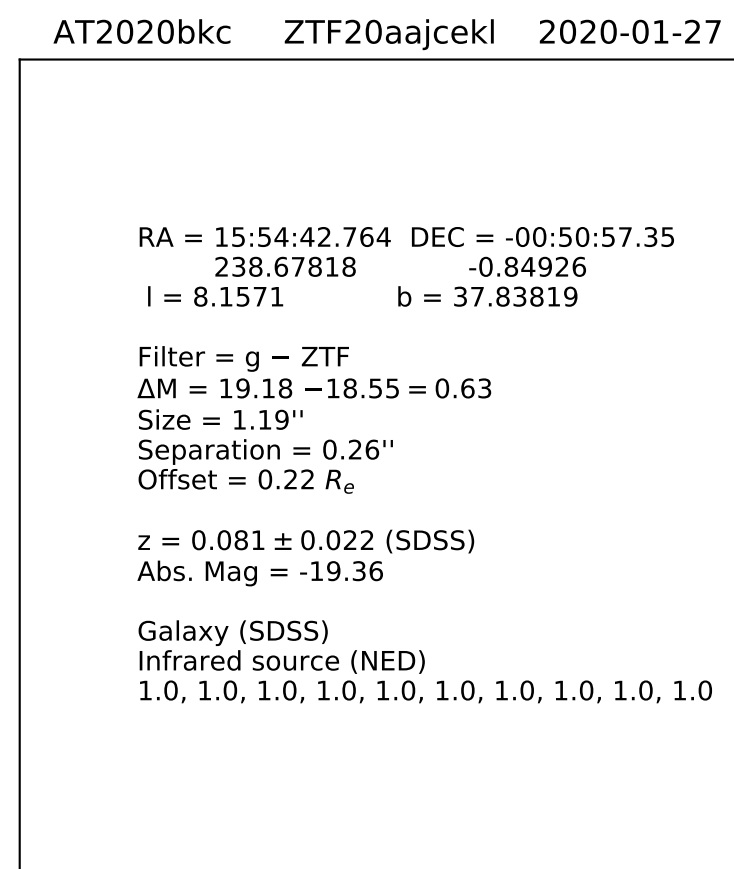 AT2020bkc ZTF20aajcekl 2020-01-27
RA = 15:54:42.764 DEC = -00:50:57.35
238.67818 -0.84926
l = 8.1571 b = 37.83819
Filter = g − ZTF
ΔM = 19.18 −18.55 = 0.63
Size = 1.19''
Separation = 0.26''
Offset = 0.22 Re
z = 0.081 ± 0.022 (SDSS)
Abs. Mag = -19.36
Galaxy (SDSS)
Infrared source (NED)
1.0, 1.0, 1.0, 1.0, 1.0, 1.0, 1.0, 1.0, 1.0, 1.0